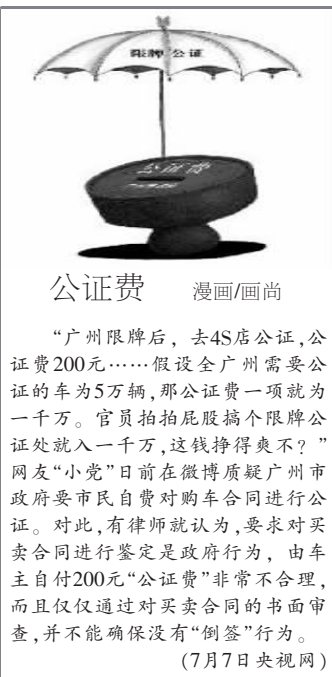 限牌公证
公证费
公证费 漫画/画尚
“广州限牌后，去4S店公证,公
证费200元……假设全广州需要公
证的车为5万辆,那公证费一项就为
一千万。官员拍拍屁股搞个限牌公
证处就入一千万,这钱挣得爽不？”
网友“小党”日前在微博质疑广州市
政府要市民自费对购车合同进行公
证。对此,有律师就认为,要求对买
卖合同进行鉴定是政府行为，由车
主自付200元“公证费”非常不合理,
而且仅仅通过对买卖合同的书面审
查,并不能确保没有“倒签”行为。
(7月7日央视网)